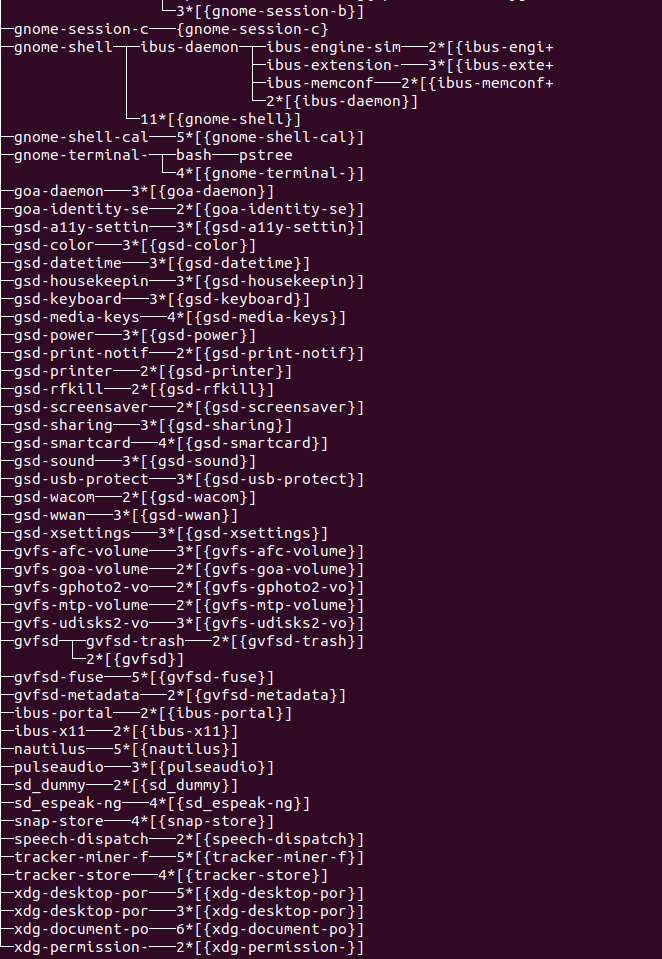 └─3*[{gnome-session-b}]
├─gnome-session-c───{gnome-session-c}
├─gnome-shell─┬─ibus-daemon─┬─ibus-engine-sim───2*[{ibus-engi+
│             │             ├─ibus-extension-───3*[{ibus-exte+
│             │             ├─ibus-memconf───2*[{ibus-memconf+
│             │             └─2*[{ibus-daemon}]
│             └─11*[{gnome-shell}]
├─gnome-shell-cal───5*[{gnome-shell-cal}]
├─gnome-terminal-─┬─bash───pstree
│                 └─4*[{gnome-terminal-}]
├─goa-daemon───3*[{goa-daemon}]
├─goa-identity-se───2*[{goa-identity-se}]
├─gsd-a11y-settin───3*[{gsd-a11y-settin}]
├─gsd-color───3*[{gsd-color}]
├─gsd-datetime───3*[{gsd-datetime}]
├─gsd-housekeepin───3*[{gsd-housekeepin}]
├─gsd-keyboard───3*[{gsd-keyboard}]
├─gsd-media-keys───4*[{gsd-media-keys}]
├─gsd-power───3*[{gsd-power}]
├─gsd-print-notif───2*[{gsd-print-notif}]
├─gsd-printer───2*[{gsd-printer}]
├─gsd-rfkill───2*[{gsd-rfkill}]
├─gsd-screensaver───2*[{gsd-screensaver}]
├─gsd-sharing───3*[{gsd-sharing}]
├─gsd-smartcard───4*[{gsd-smartcard}]
├─gsd-sound───3*[{gsd-sound}]
├─gsd-usb-protect───3*[{gsd-usb-protect}]
├─gsd-wacom───2*[{gsd-wacom}]
├─gsd-wwan───3*[{gsd-wwan}]
├─gsd-xsettings───3*[{gsd-xsettings}]
├─gvfs-afc-volume───3*[{gvfs-afc-volume}]
├─gvfs-goa-volume───2*[{gvfs-goa-volume}]
├─gvfs-gphoto2-vo───2*[{gvfs-gphoto2-vo}]
├─gvfs-mtp-volume───2*[{gvfs-mtp-volume}]
├─gvfs-udisks2-vo───3*[{gvfs-udisks2-vo}]
├─gvfsd─┬─gvfsd-trash───2*[{gvfsd-trash}]
│       └─2*[{gvfsd}]
├─gvfsd-fuse───5*[{gvfsd-fuse}]
├─gvfsd-metadata───2*[{gvfsd-metadata}]
├─ibus-portal───2*[{ibus-portal}]
├─ibus-x11───2*[{ibus-x11}]
├─nautilus───5*[{nautilus}]
├─pulseaudio───3*[{pulseaudio}]
├─sd_dummy───2*[{sd_dummy}]
├─sd_espeak-ng───4*[{sd_espeak-ng}]
├─snap-store───4*[{snap-store}]
├─speech-dispatch───2*[{speech-dispatch}]
├─tracker-miner-f───5*[{tracker-miner-f}]
├─tracker-store───4*[{tracker-store}]
├─xdg-desktop-por───5*[{xdg-desktop-por}]
├─xdg-desktop-por───3*[{xdg-desktop-por}]
├─xdg-document-po───6*[{xdg-document-po}]
└─xdg-permission-───2*[{xdg-permission-}]